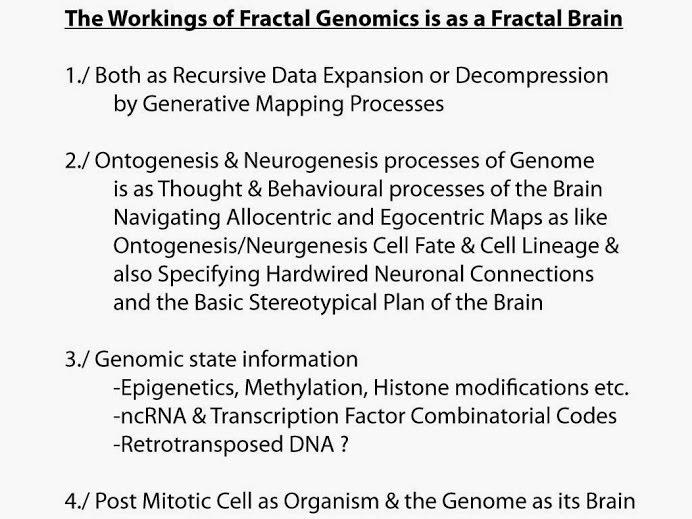 The Workings of Fractal Genomics is as a Fractal Brain
1./ Both as Recursive Data Expansion or Decompression
by Generative Mapping Processes
2./ Ontogenesis & Neurogenesis processes of Genome
is as Thought & Behavioural processes of the Brain
Navigating Allocentric and Egocentric Maps as like
Ontogenesis/Neurgenesis Cell Fate & Cell Lineage &
also Specifying Hardwired Neuronal Connections
and the Basic Stereotypical Plan of the Brain
3./ Genomic state information
-Epigenetics, Methylation, Histone modifications etc.
-ncRNA & Transcription Factor Combinatorial Codes
-Retrotransposed DNA ?
4./ Post Mitotic Cell as Organism & the Genome as its Brain